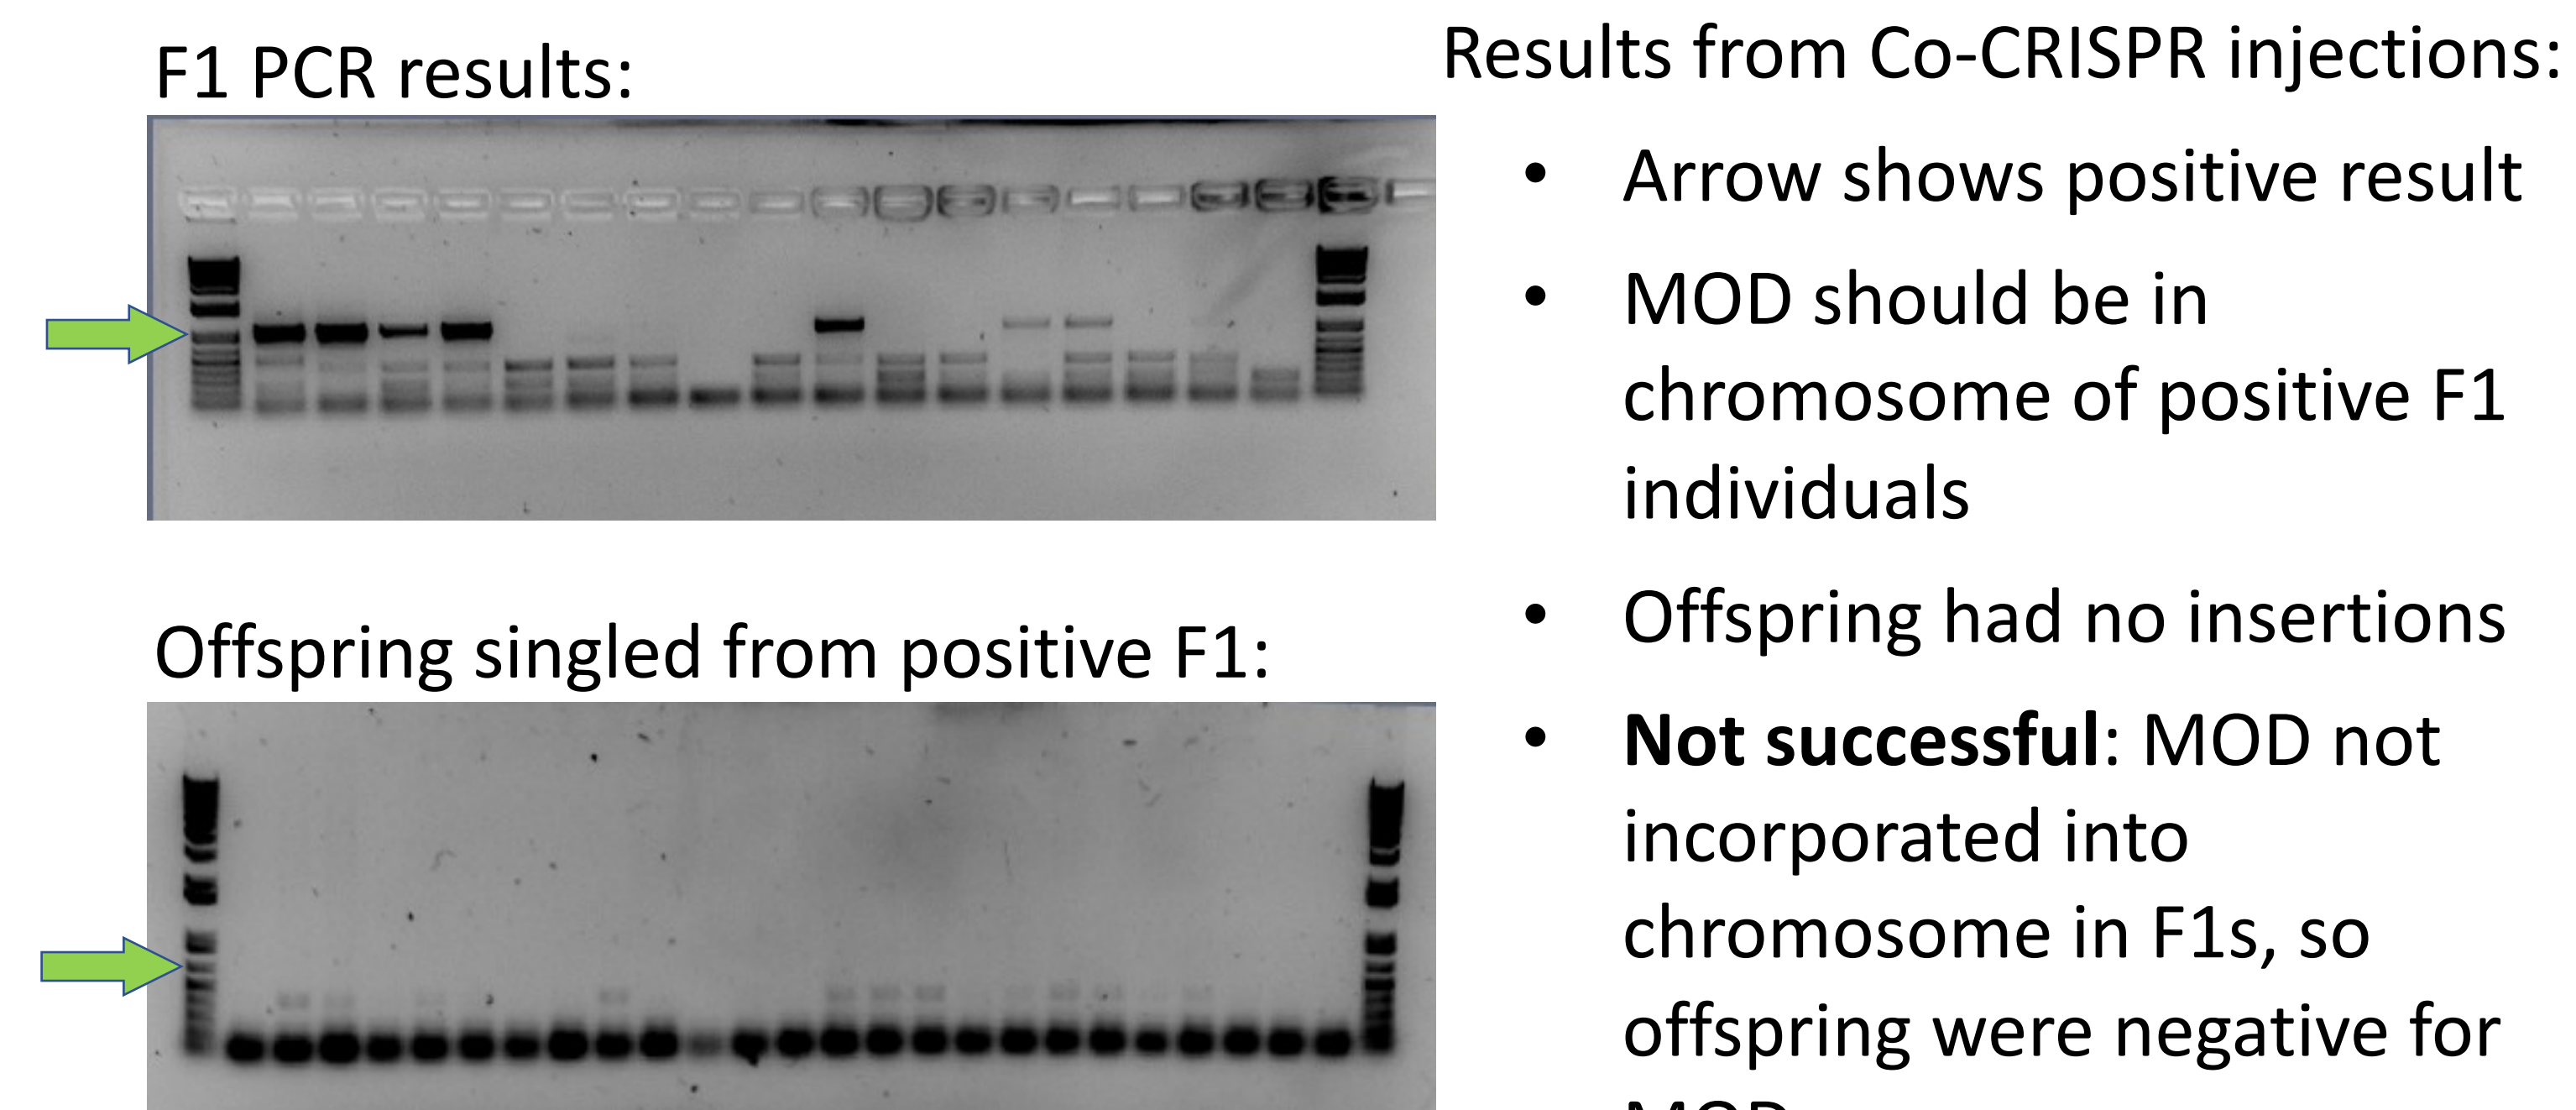 F1 PCR results:
Offspring singled from positive F1:
Results from Co-CRISPR injections:
• Arrow shows positive result
• MOD should be in
chromosome of positive F1
individuals
• Offspring had no insertions
• Not successful: MOD not
incorporated into
chromosome in F1s, so
offspring were negative for
MOD